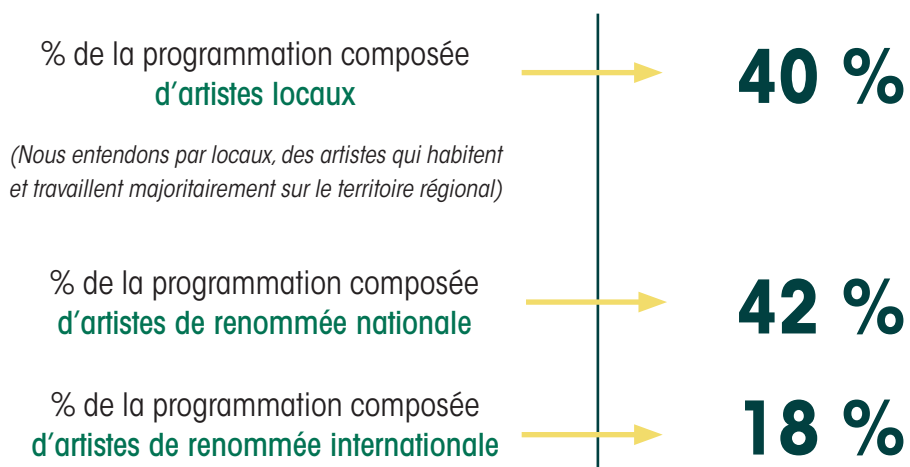 % de la programmation composée
d'artistes locaux
40 %
(Nous entendons par locaux, des artistes qui habitent
et travaillent majoritairement sur le territoire régional)
% de la programmation composée
d'artistes de renommée nationale
42 %
% de la programmation composée
d'artistes de renommée internationale
18 %